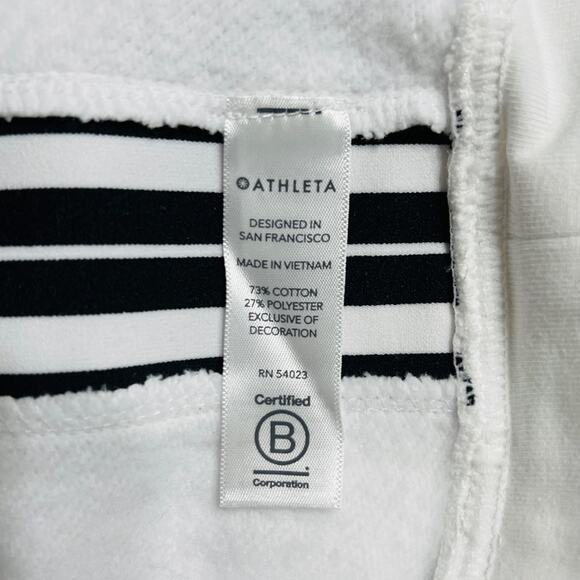 ATHLETA
DESIGNED IN
SAN FRANCISCO
MADE IN VIETNAM
73% COTTON
27% POLYESTER
EXCLUSIVE OF
DECORATION
RN 54023
Certified
B
Corporation